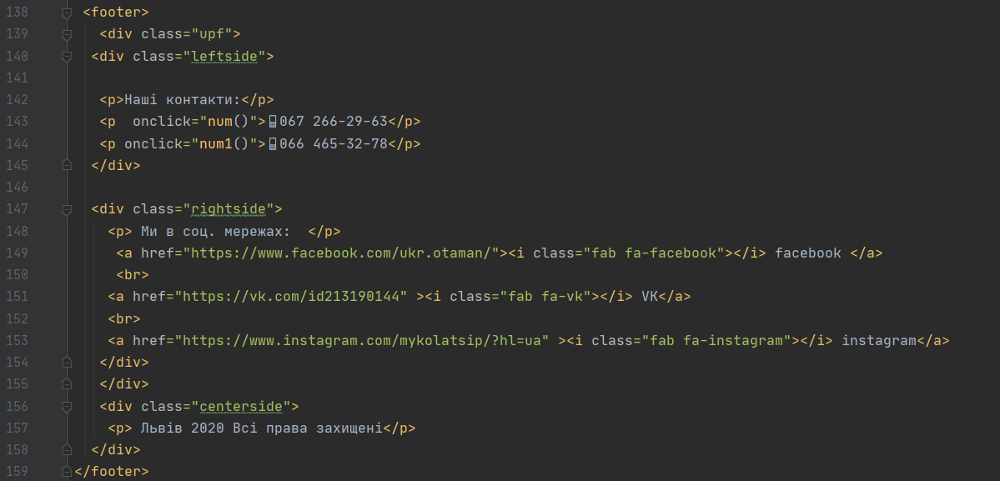 138 <footer>
139 <div class="upf">
140 <div class="leftside">
141
142 <p>Наші контакти:</p>
143 <p  onclick="num()">📱067 266-29-63</p>
144 <p onclick="num1()">📱066 465-32-78</p>
145 </div>
146
147 <div class="rightside">
148 <p> Ми в соц. мережах:  </p>
149 <a href="https://www.facebook.com/ukr.otaman/"><i class="fab fa-facebook"></i> facebook </a>
150 <br>
151 <a href="https://vk.com/id213190144" ><i class="fab fa-vk"></i> VK</a>
152 <br>
153 <a href="https://www.instagram.com/mykolatsip/?hl=ua" ><i class="fab fa-instagram"></i> instagram</a>
154 </div>
155 </div>
156 <div class="centerside">
157 <p> Львів 2020 Всі права захищені</p>
158 </div>
159 </footer>